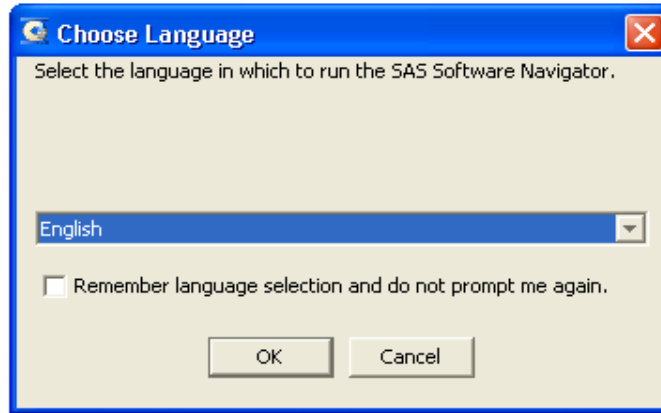 Choose Language
Select the language in which to run the SAS Software Navigator.
English
Remember language selection and do not prompt me again.
OK Cancel